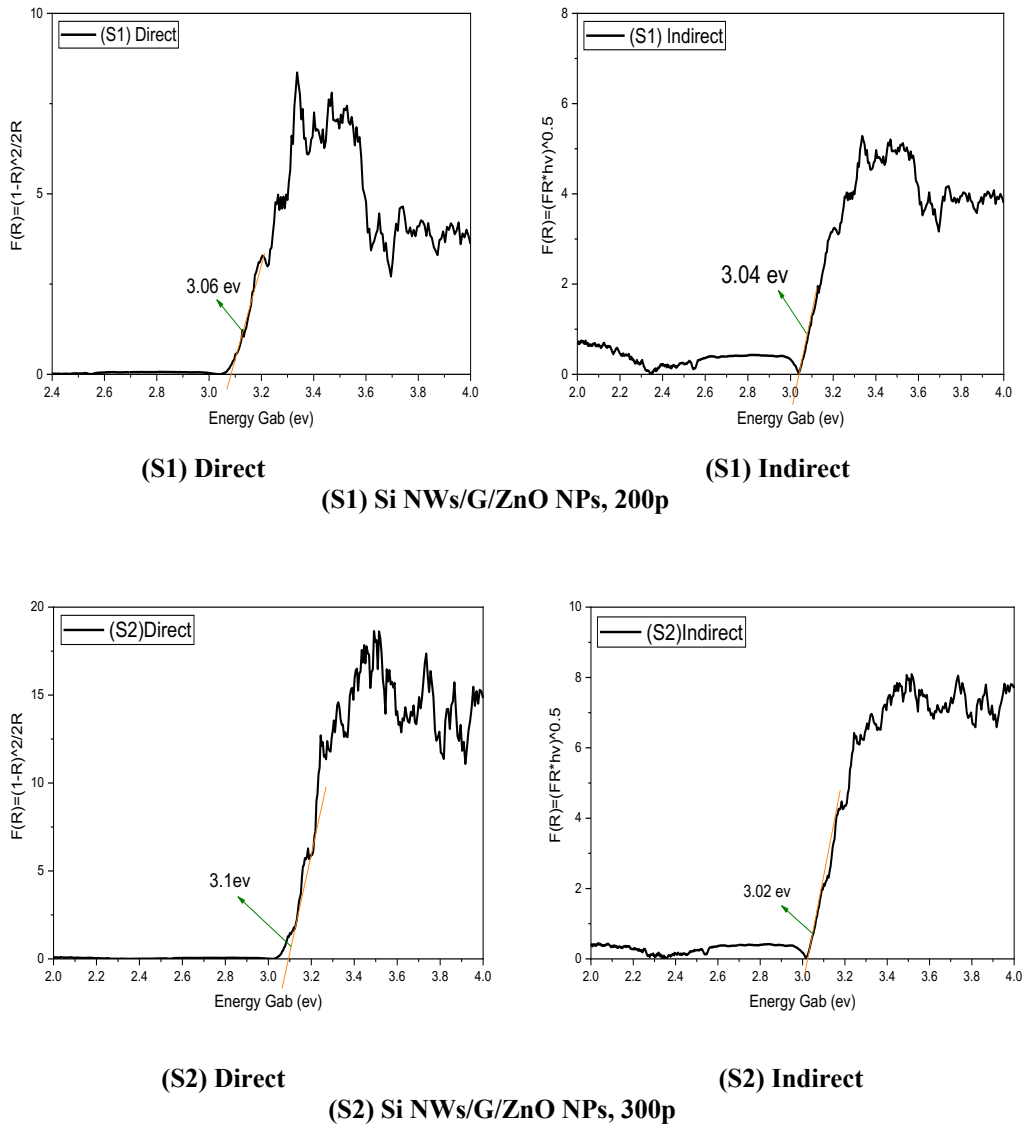 (S1) Direct
F(R)=(1-R)^2/2R
10
5
0
3.06 ev
2.4 2.6 2.8 3.0 3.2 3.4 3.6 3.8 4.0
Energy Gab (ev)
(S1) Indirect
F(R)=(FR*hv)^0.5
8
6
4
2
0
3.04 ev
2.0 2.2 2.4 2.6 2.8 3.0 3.2 3.4 3.6 3.8 4.0
Energy Gab (ev)
(S1) Direct (S1) Indirect
(S1) Si NWs/G/ZnO NPs, 200p
(S2)Direct
F(R)=(1-R)^2/2R
20
15
10
5
0
3.1ev
2.0 2.2 2.4 2.6 2.8 3.0 3.2 3.4 3.6 3.8 4.0
Energy Gab (ev)
(S2)Indirect
F(R)=(FR*hv)^0.5
10
8
6
4
2
0
3.02 ev
2.0 2.2 2.4 2.6 2.8 3.0 3.2 3.4 3.6 3.8 4.0
Energy Gab (ev)
(S2) Direct (S2) Indirect
(S2) Si NWs/G/ZnO NPs, 300p